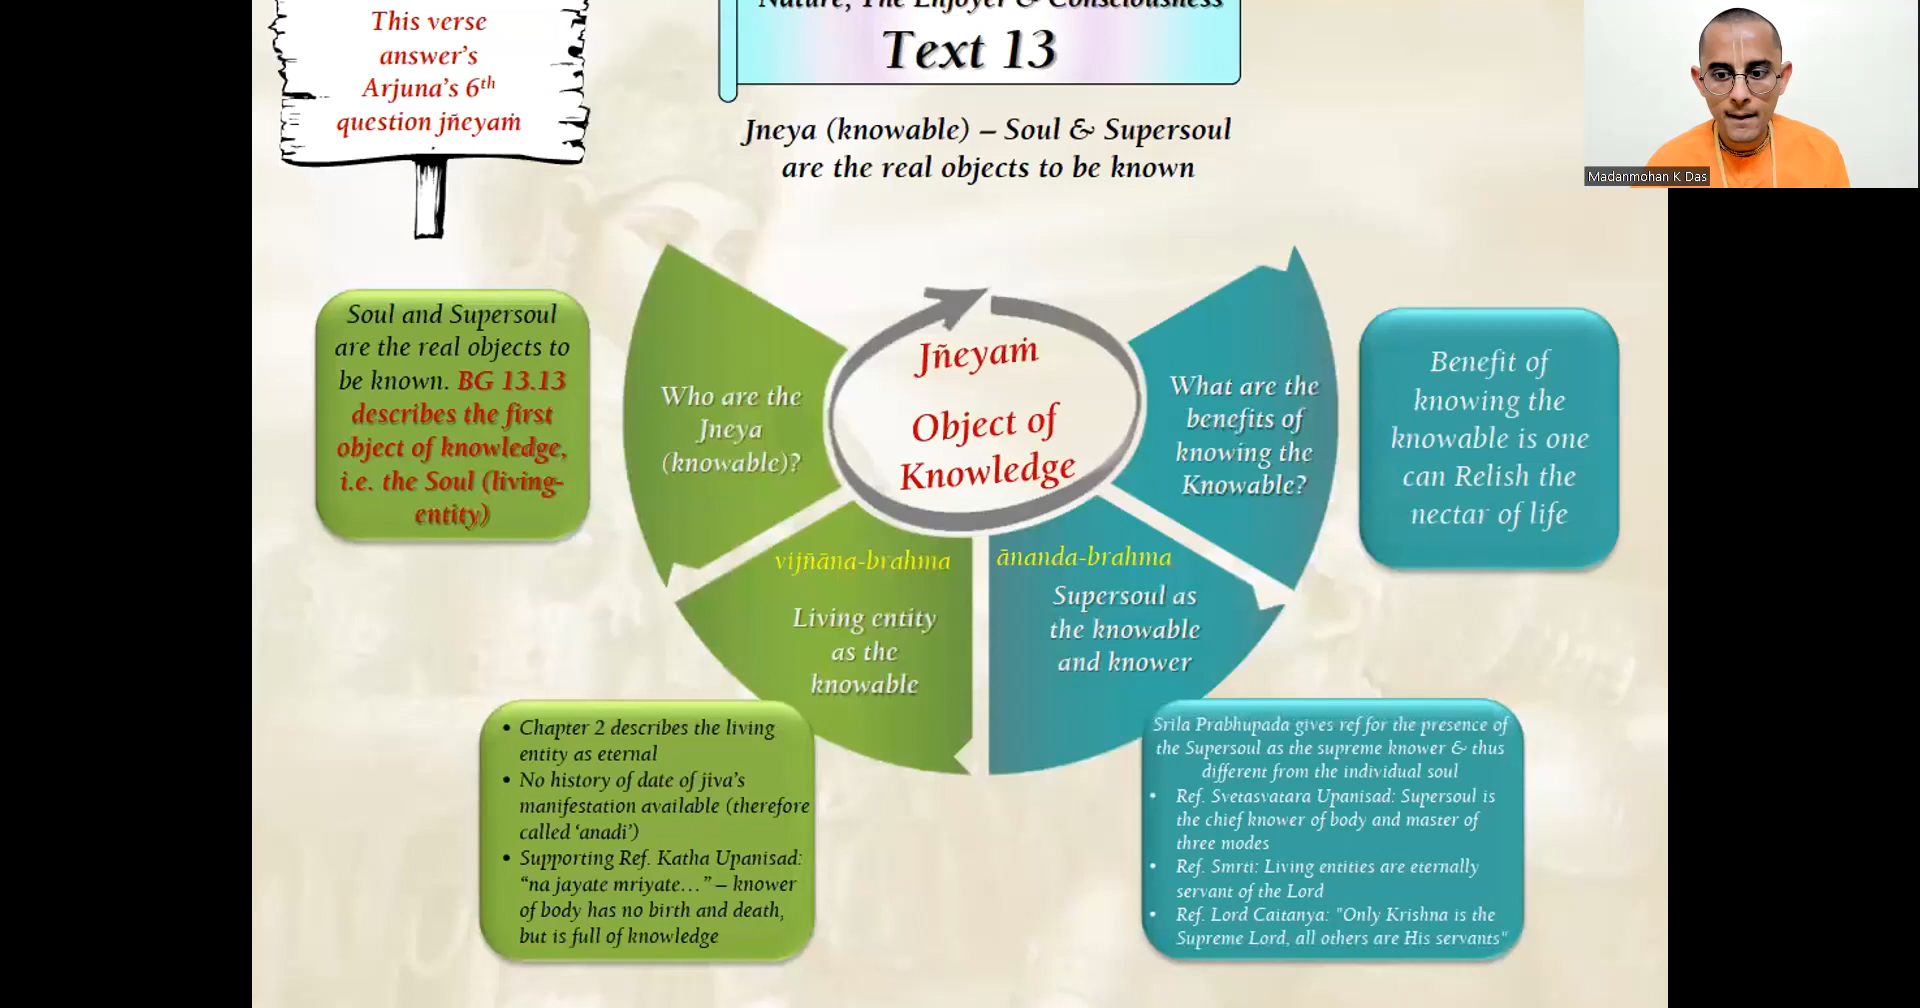 This verse
answer's
Arjuna's 6th
question jñeyaṁ
Nature, The Enjoyer & Consciousness
Text 13
Jneya (knowable) – Soul & Supersoul
are the real objects to be known
Madanmohan K Das
Soul and Supersoul
are the real objects to
be known. BG 13.13
describes the first
object of knowledge,
i.e. the Soul (living-
entity)
Who are the
Jneya
(knowable)?
Jñeyaṁ
Object of
Knowledge
What are the
benefits of
knowing the
Knowable?
Benefit of
knowing the
knowable is one
can Relish the
nectar of life
vijñāna-brahma
Living entity
as the
knowable
ānanda-brahma
Supersoul as
the knowable
and knower
• Chapter 2 describes the living
entity as eternal
• No history of date of jiva's
manifestation available (therefore
called 'anadi')
• Supporting Ref. Katha Upanisad:
"na jayate mriyate…" – knower
of body has no birth and death,
but is full of knowledge
Srila Prabhupada gives ref for the presence of
the Supersoul as the supreme knower & thus
different from the individual soul
• Ref. Svetasvatara Upanisad: Supersoul is
the chief knower of body and master of
three modes
• Ref. Smrti: Living entities are eternally
servant of the Lord
• Ref. Lord Caitanya: "Only Krishna is the
Supreme Lord, all others are His servants"